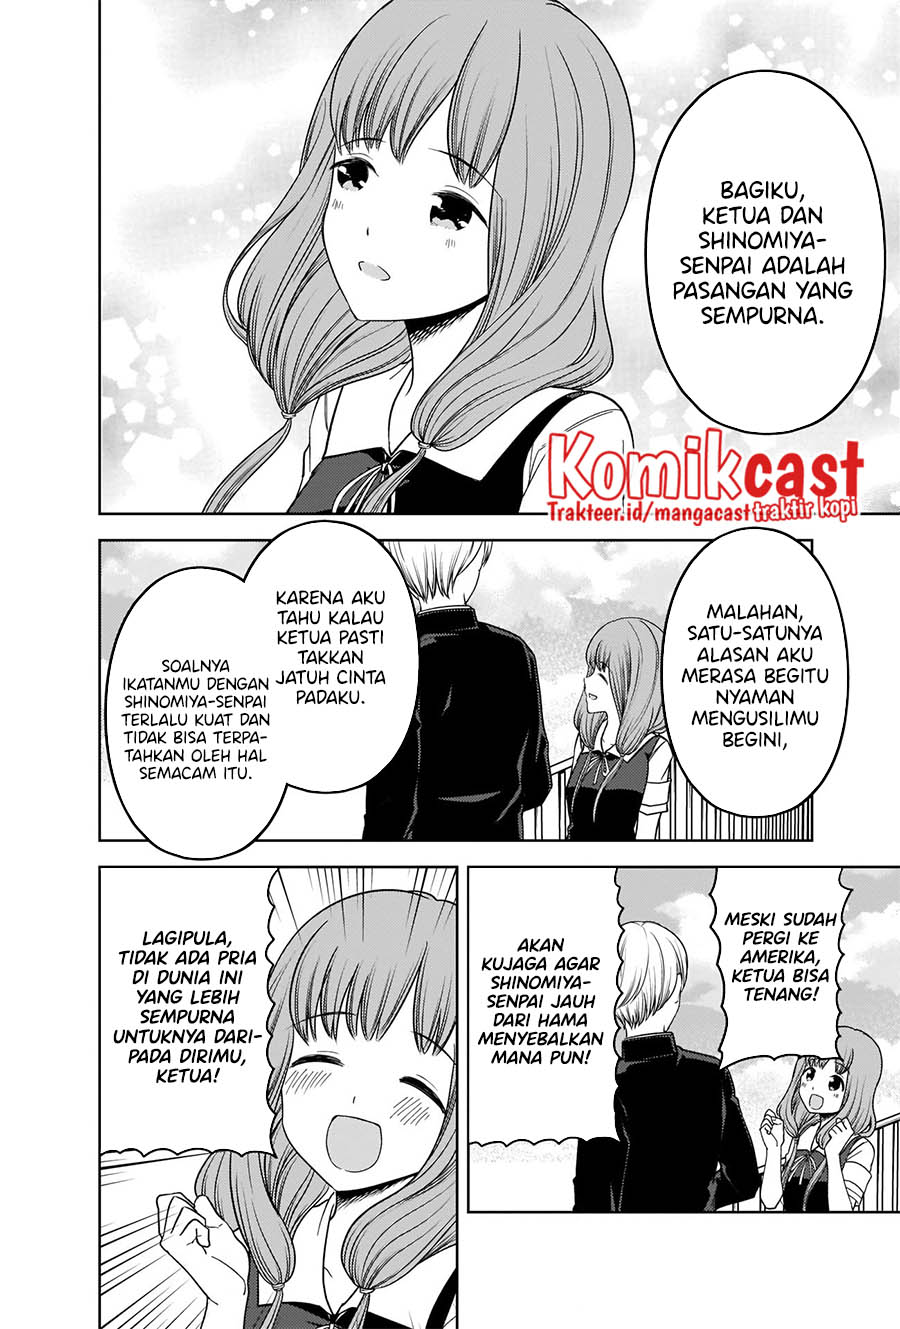 BAGIKU,
KETUA DAN
SHINOMIYA-
SENPAI ADALAH
PASANGAN YANG
SEMPURNA.
Komikcast
Trakteer.id/mangacast traktir kopi
MALAHAN,
SATU-SATUNYA
ALASAN AKU
MERASA BEGITU
NYAMAN
MENGUSILIMU
BEGINI,
KARENA AKU
TAHU KALAU
KETUA PASTI
TAKKAN
JATUH CINTA
PADAKU.
SOALNYA
IKATANMU DENGAN
SHINOMIYA-SENPAI
TERLALU KUAT DAN
TIDAK BISA TERPA-
TAHKAN OLEH HAL
SEMACAM ITU.
MESKI SUDAH
PERGI KE
AMERIKA,
KETUA BISA
TENANG!
AKAN
KUJAGA AGAR
SHINOMIYA-
SENPAI JAUH
DARI HAMA
MENYEBALKAN
MANA PUN!
LAGIPULA,
TIDAK ADA PRIA
DI DUNIA INI
YANG LEBIH
SEMPURNA
UNTUKNYA DARI-
PADA DIRIMU,
KETUA!